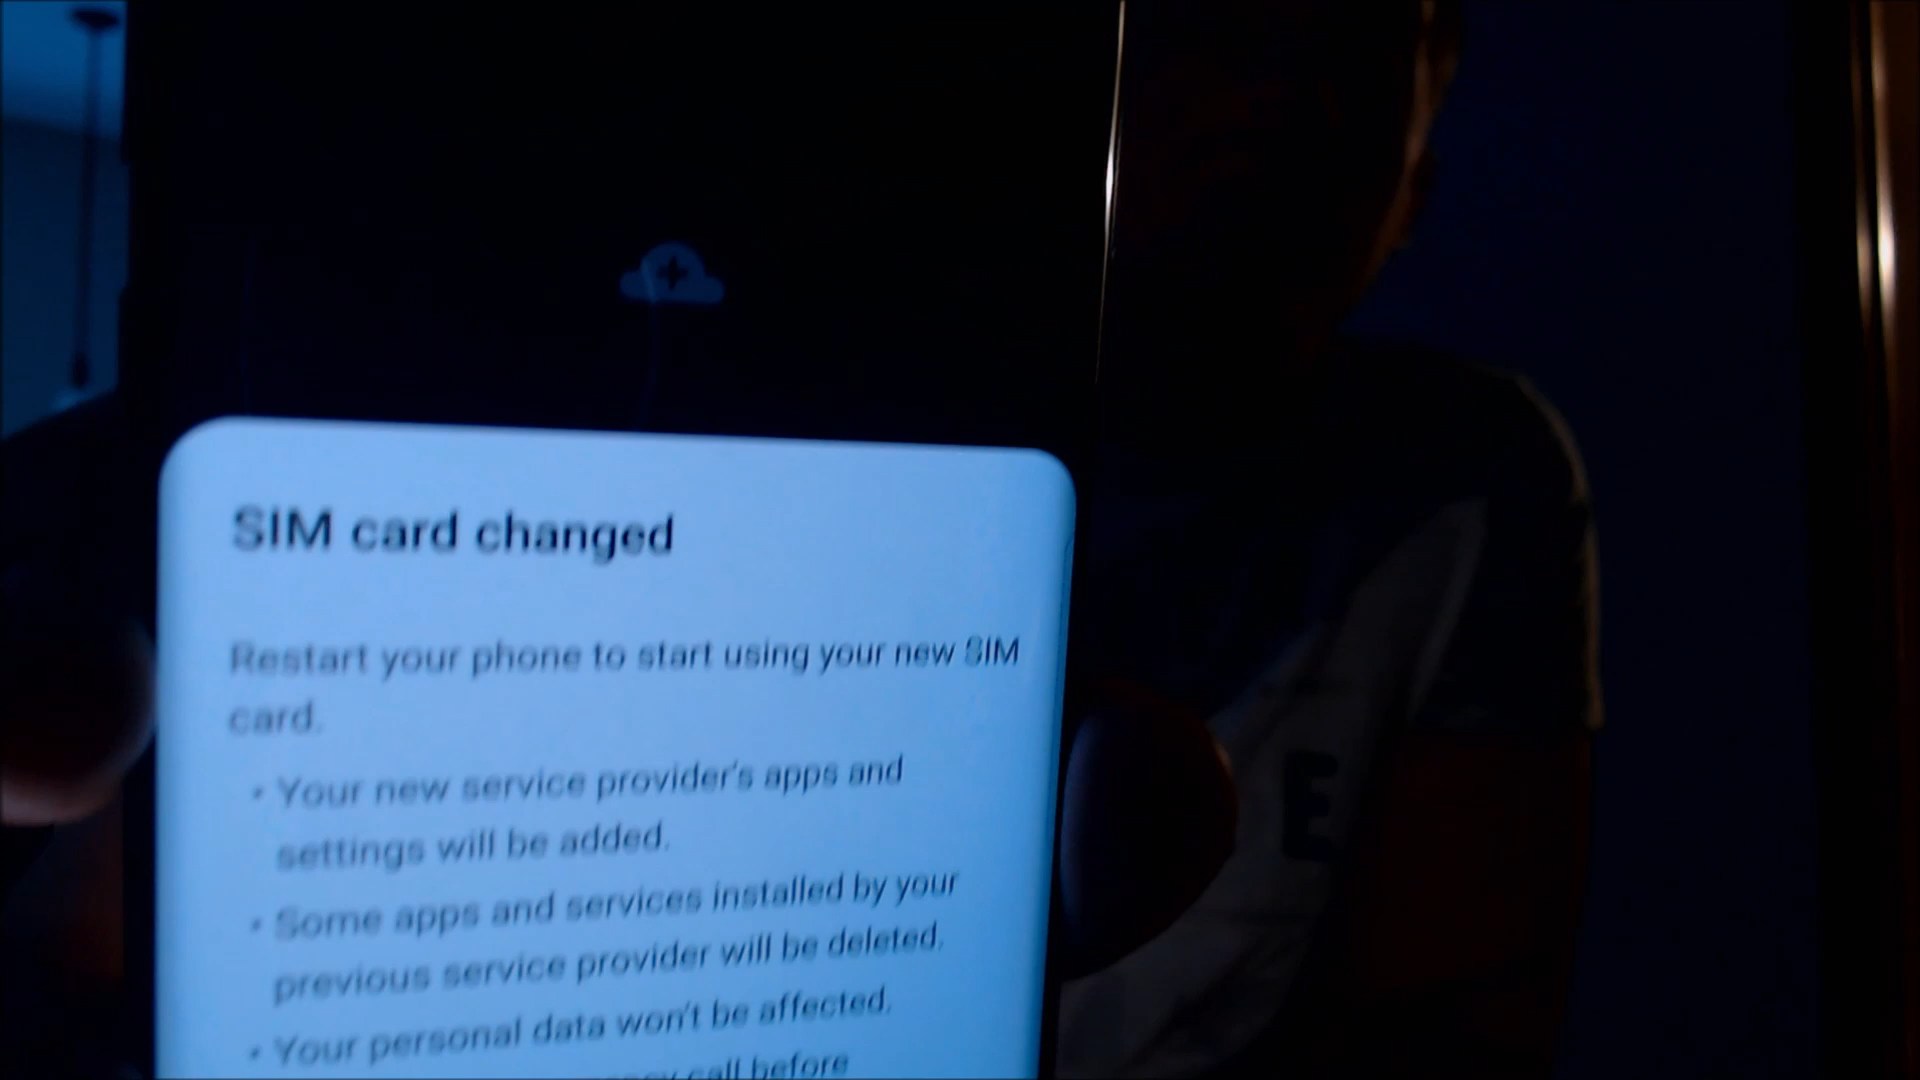 SIM card changed
Restart your phone to start using your new SIM
card.
• Your new service provider's apps and
settings will be added.
• Some apps and services installed by your
previous service provider will be deleted.
• Your personal data won't be affected.
call before
E